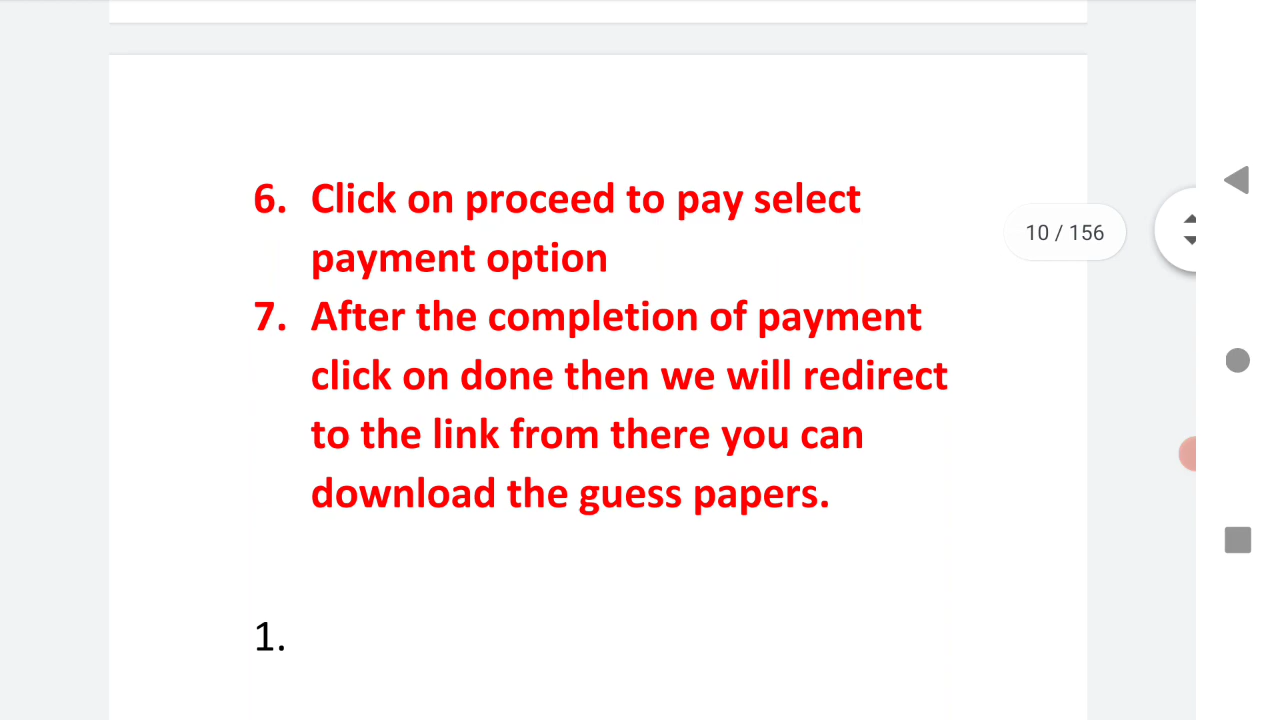 6. Click on proceed to pay select
payment option
10 / 156
7. After the completion of payment
click on done then we will redirect
to the link from there you can
download the guess papers.
1.